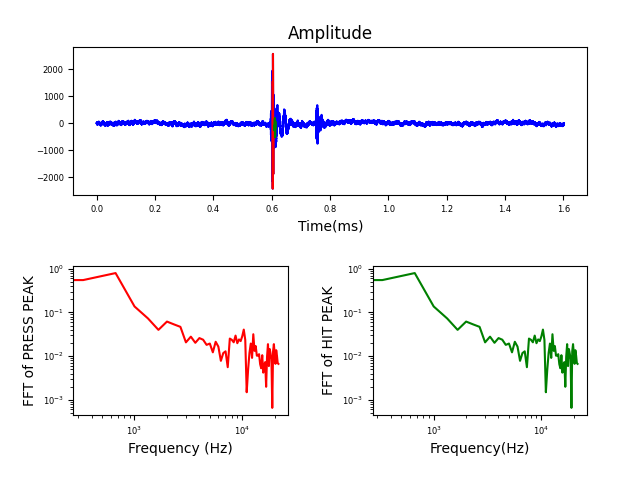 Amplitude
2000
1000
0
−1000
−2000
0.0 0.2 0.4 0.6 0.8 1.0 1.2 1.4 1.6
Time(ms)
FFT of PRESS PEAK
10⁰
10⁻¹
10⁻²
10⁻³
10³ 10⁴
Frequency (Hz)
FFT of HIT PEAK
10⁰
10⁻¹
10⁻²
10⁻³
10³ 10⁴
Frequency(Hz)